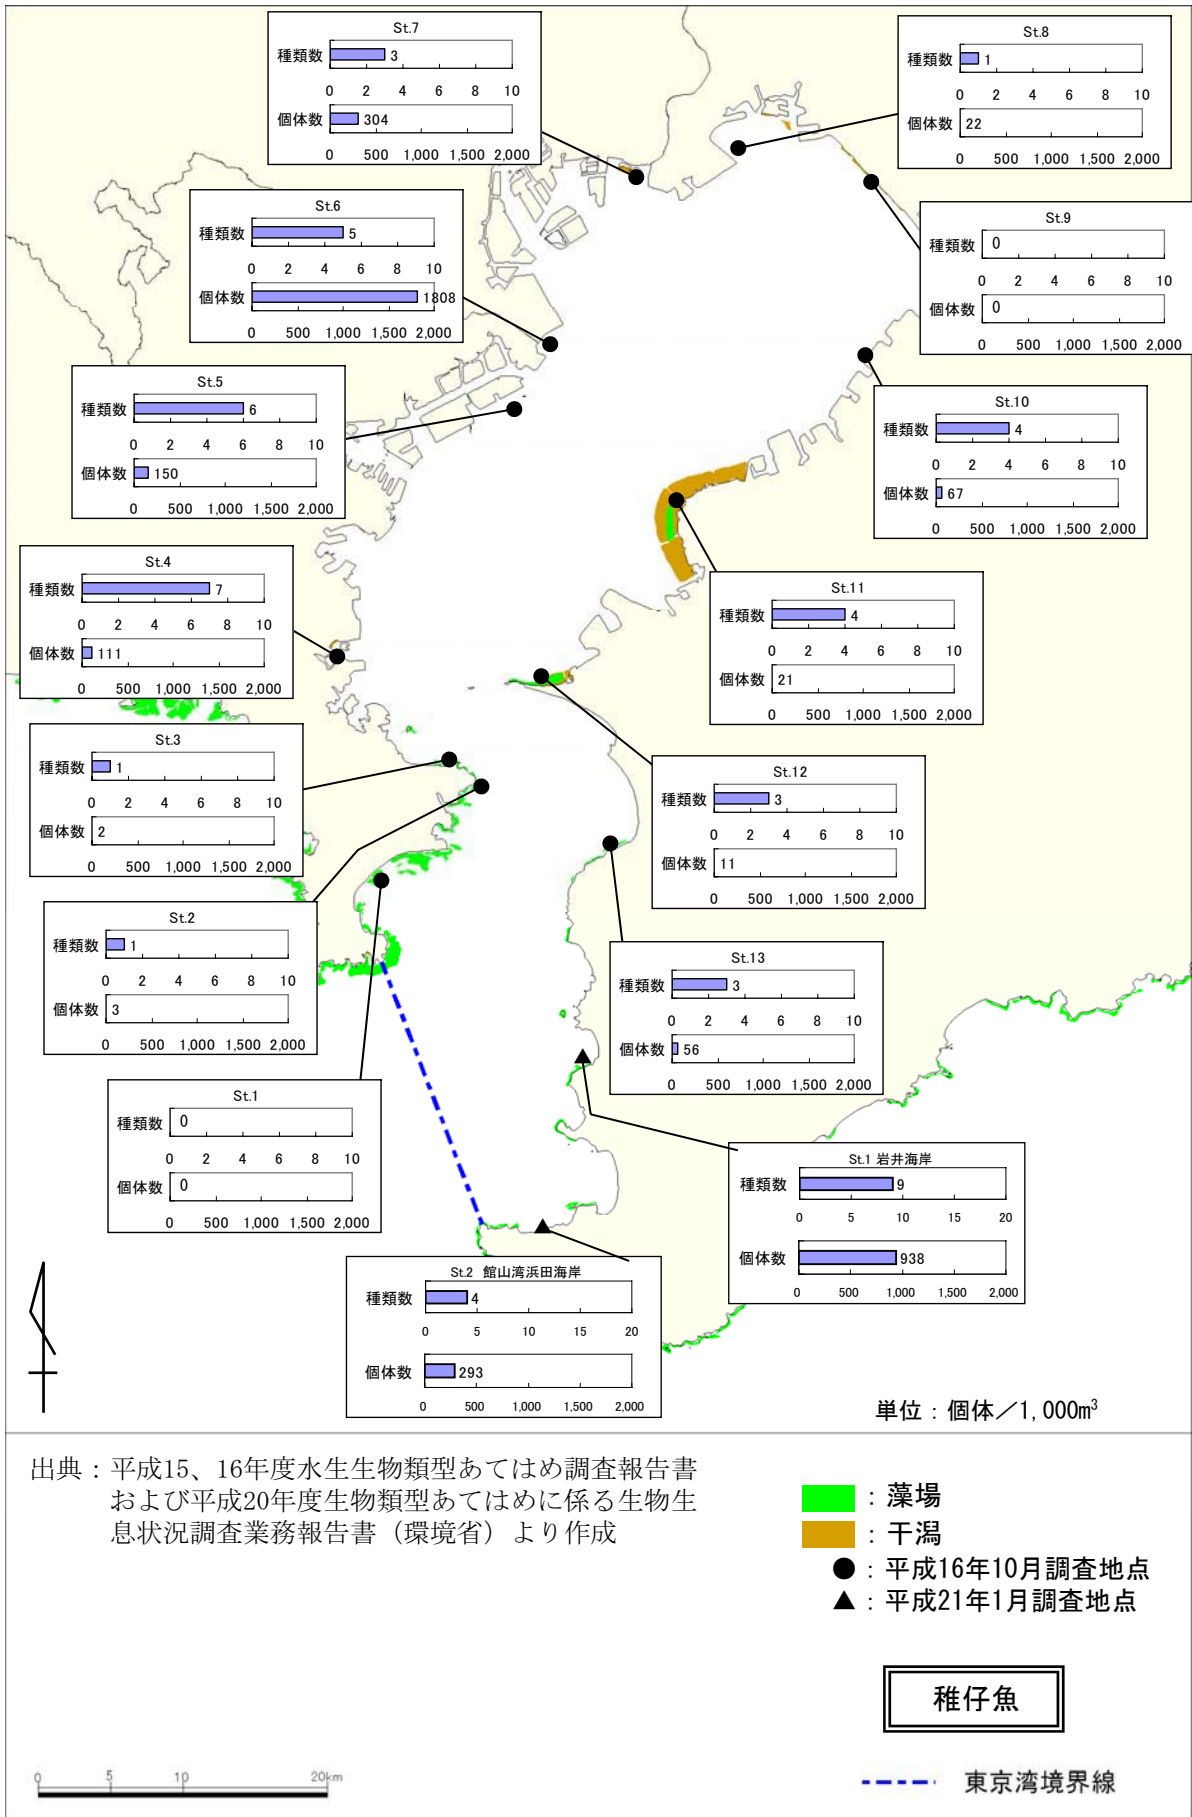 St.7
種類数 3
0 2 4 6 8 10
個体数 304
0 500 1,000 1,500 2,000
St.8
種類数 1
0 2 4 6 8 10
個体数 22
0 500 1,000 1,500 2,000
St.6
種類数 5
0 2 4 6 8 10
個体数 1808
0 500 1,000 1,500 2,000
St.9
種類数 0
0 2 4 6 8 10
個体数 0
0 500 1,000 1,500 2,000
St.5
種類数 6
0 2 4 6 8 10
個体数 150
0 500 1,000 1,500 2,000
St.10
種類数 4
0 2 4 6 8 10
個体数 67
0 500 1,000 1,500 2,000
St.4
種類数 7
0 2 4 6 8 10
個体数 111
0 500 1,000 1,500 2,000
St.11
種類数 4
0 2 4 6 8 10
個体数 21
0 500 1,000 1,500 2,000
St.3
種類数 1
0 2 4 6 8 10
個体数 2
0 500 1,000 1,500 2,000
St.12
種類数 3
0 2 4 6 8 10
個体数 11
0 500 1,000 1,500 2,000
St.2
種類数 1
0 2 4 6 8 10
個体数 3
0 500 1,000 1,500 2,000
St.13
種類数 3
0 2 4 6 8 10
個体数 56
0 500 1,000 1,500 2,000
St.1
種類数 0
0 2 4 6 8 10
個体数 0
0 500 1,000 1,500 2,000
St.1 岩井海岸
種類数 9
0 5 10 15 20
個体数 938
0 500 1,000 1,500 2,000
St.2 館山湾浜田海岸
種類数 4
0 5 10 15 20
個体数 293
0 500 1,000 1,500 2,000
単位：個体／1,000m³
出典：平成15、16年度水生生物類型あてはめ調査報告書
および平成20年度生物類型あてはめに係る生物生
息状況調査業務報告書（環境省）より作成
：藻場
：干潟
：平成16年10月調査地点
：平成21年1月調査地点
稚仔魚
0 5 10 20km
東京湾境界線